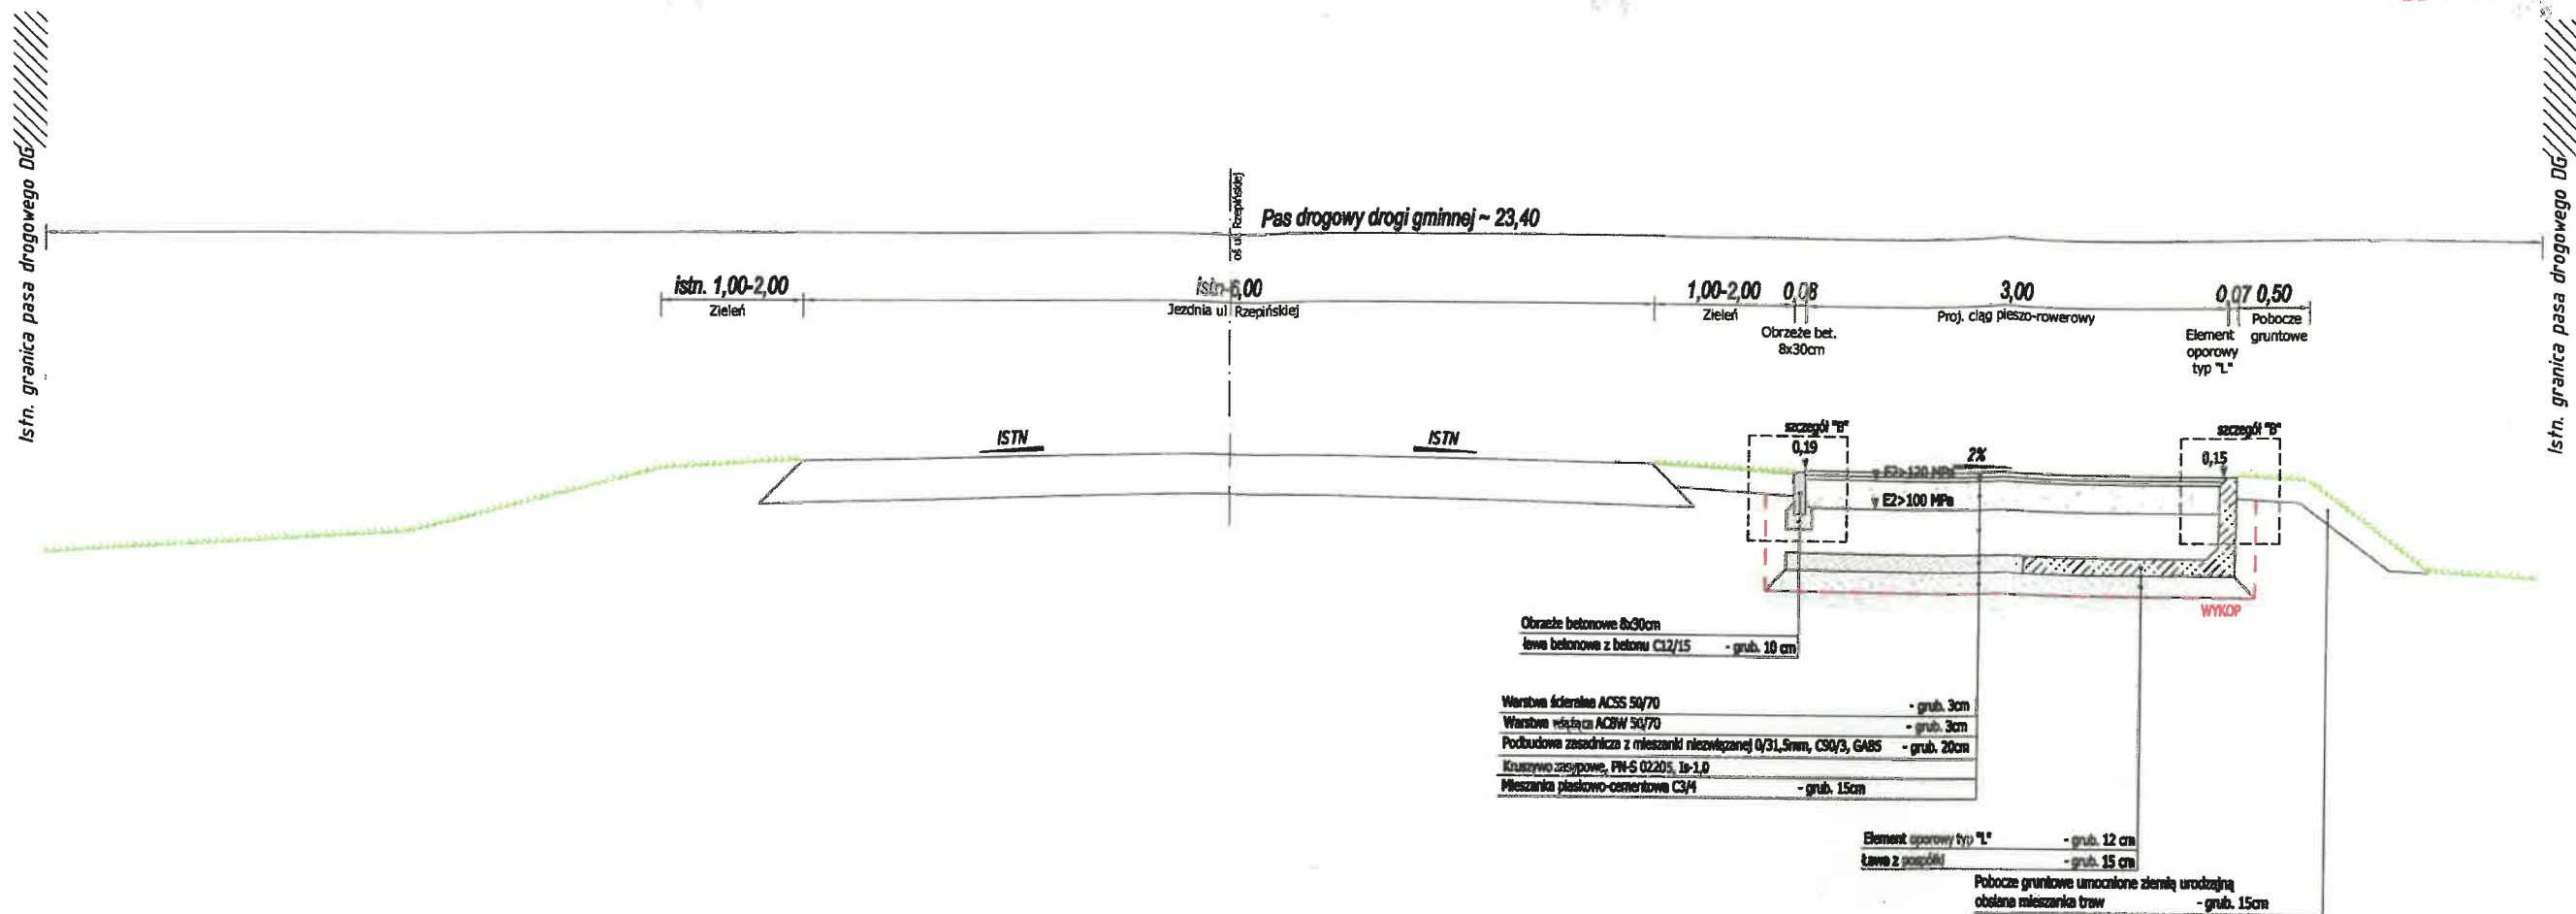 Istn. granica pasa drogowego DG
Istn. granica pasa drogowego DG
oś ul. Rzepińskiej
Pas drogowy drogi gminnej ~ 23,40
istn. 1,00-2,00
Zieleń
istn-6,00
Jezdnia ul Rzepińskiej
1,00-2,00
Zieleń
0,08
Obrzeże bet.
8x30cm
3,00
Proj. ciąg pieszo-rowerowy
0,07
Element
oporowy
typ "L"
0,50
Pobocze
gruntowe
ISTN
ISTN
szczegół "B"
0,19
E2>120 MPa
2%
E2>100 MPa
szczegół "B"
0,15
WYKOP
Obrzeże betonowe 8x30cm
ława betonowa z betonu C12/15 - grub. 10 cm
Warstwa ścieralna AC5S 50/70 - grub. 3cm
Warstwa wiążąca AC8W 50/70 - grub. 3cm
Podbudowa zasadnicza z mieszanki niezwiązanej 0/31,5mm, C90/3, GA85 - grub. 20cm
Kruszywo zasypowe, PN-S 02205, Is-1,0
Mieszanka piaskowo-cementowa C3/4 - grub. 15cm
Element oporowy typ "L" - grub. 12 cm
Ława z pospółki - grub. 15 cm
Pobocze gruntowe umocnione ziemią urodzajną
obsiana mieszanka traw - grub. 15cm